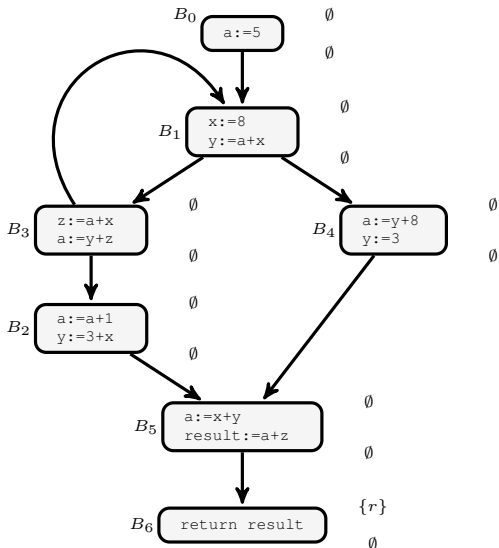 B0
a:=5
∅
∅
B1
x:=8
y:=a+x
∅
∅
B3
z:=a+x
a:=y+z
∅
∅
B4
a:=y+8
y:=3
∅
∅
B2
a:=a+1
y:=3+x
∅
∅
B5
a:=x+y
result:=a+z
∅
∅
B6
return result
{r}
∅